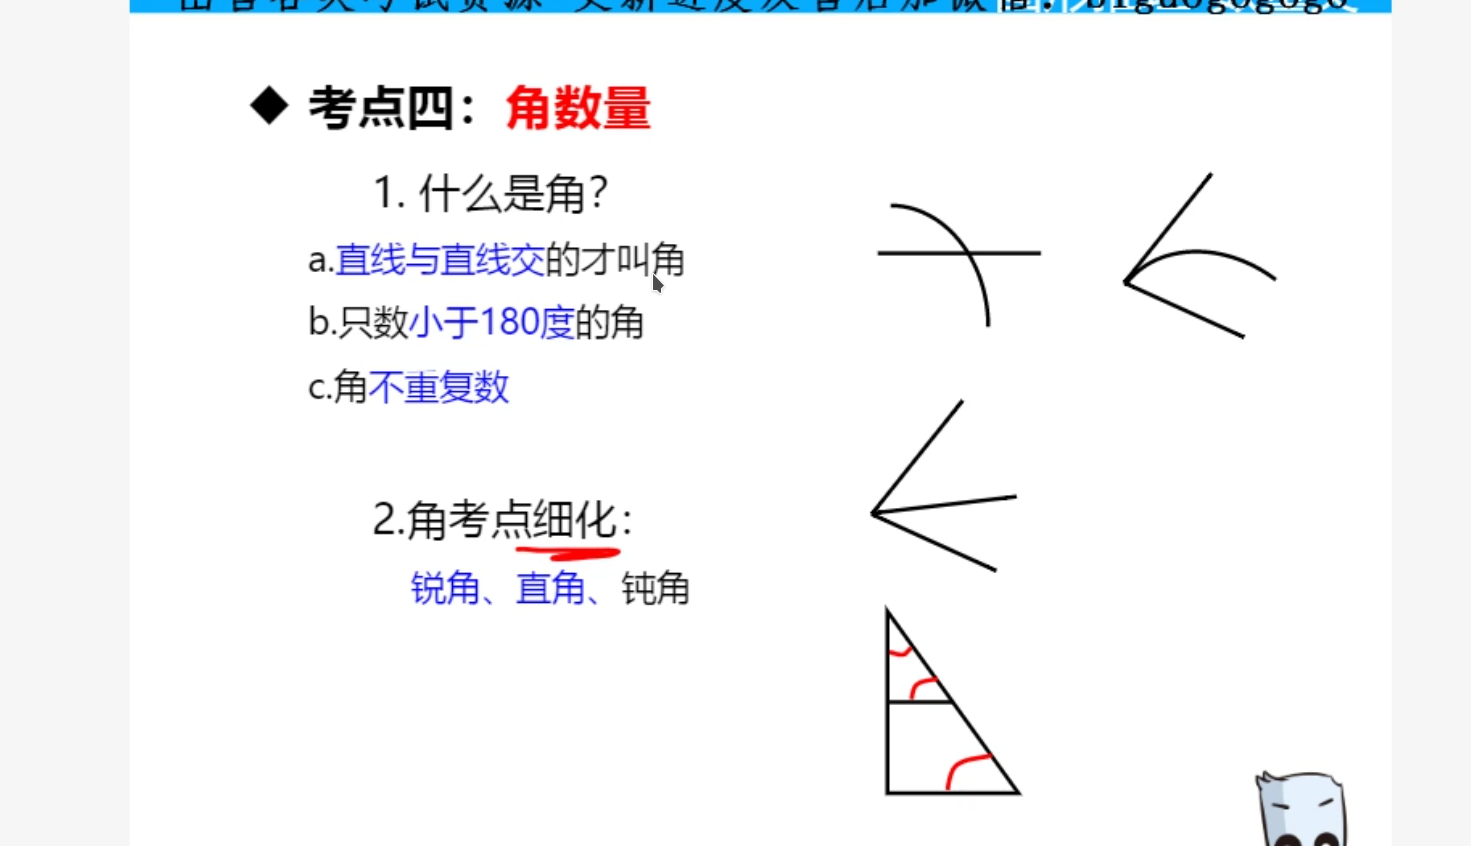 ◆ 考点四：角数量
1. 什么是角？
a.直线与直线交的才叫角
b.只数小于180度的角
c.角不重复数
2.角考点细化：
锐角、直角、钝角